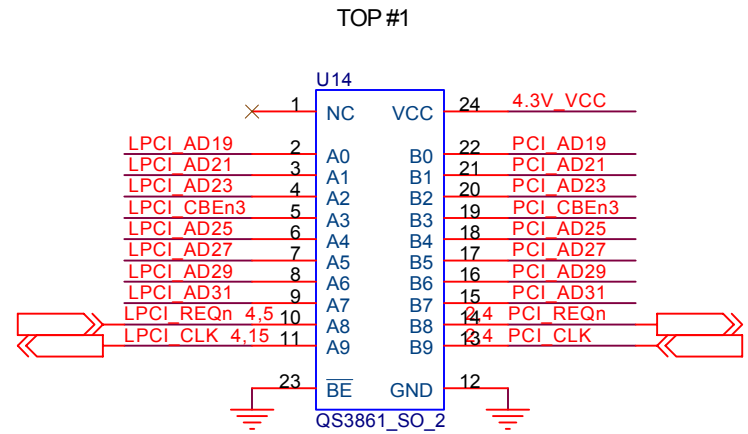 TOP #1
U14
1 NC VCC 24 4.3V_VCC
LPCI_AD19 2 A0 B0 22 PCI_AD19
LPCI_AD21 3 A1 B1 21 PCI_AD21
LPCI_AD23 4 A2 B2 20 PCI_AD23
LPCI_CBEn3 5 A3 B3 19 PCI_CBEn3
LPCI_AD25 6 A4 B4 18 PCI_AD25
LPCI_AD27 7 A5 B5 17 PCI_AD27
LPCI_AD29 8 A6 B6 16 PCI_AD29
LPCI_AD31 9 A7 B7 15 PCI_AD31
LPCI_REQn 4,5 10 A8 B8 14 2,4 PCI_REQn
LPCI_CLK 4,15 11 A9 B9 13 2,4 PCI_CLK
23 BE GND 12
QS3861_SO_2